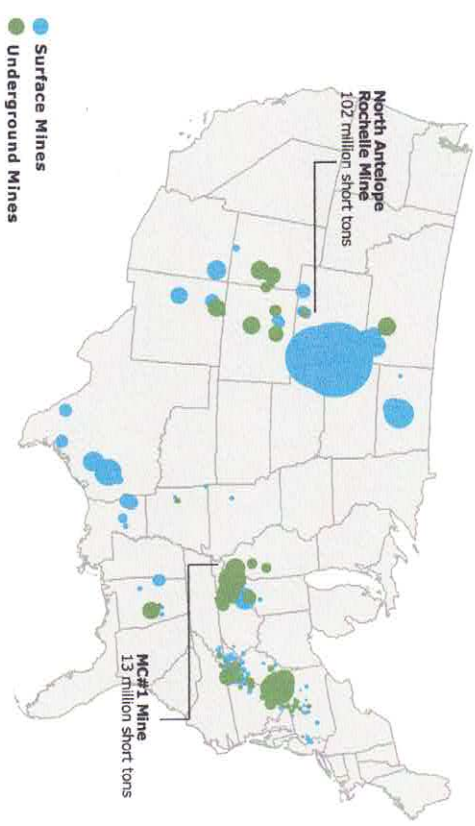 North Antelope
Rochelle Mine
102 million short tons
MC#1 Mine
13 million short tons
Surface Mines
Underground Mines